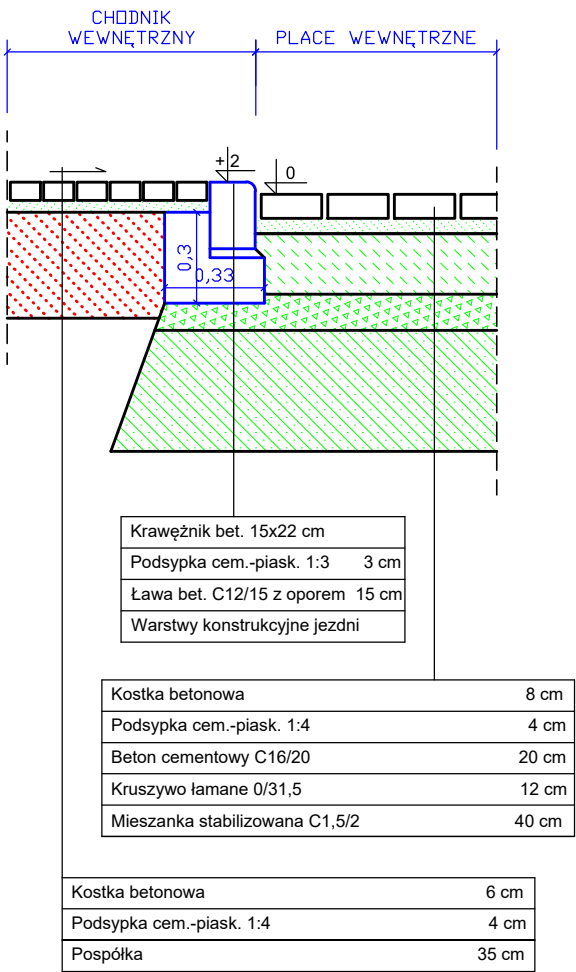 CHODNIK
WEWNĘTRZNY
PLACE WEWNĘTRZNE
+2
0
0,3
0,33
Krawężnik bet. 15x22 cm
Podsypka cem.-piask. 1:3 3 cm
Ława bet. C12/15 z oporem 15 cm
Warstwy konstrukcyjne jezdni
Kostka betonowa 8 cm
Podsypka cem.-piask. 1:4 4 cm
Beton cementowy C16/20 20 cm
Kruszywo łamane 0/31,5 12 cm
Mieszanka stabilizowana C1,5/2 40 cm
Kostka betonowa 6 cm
Podsypka cem.-piask. 1:4 4 cm
Pospółka 35 cm